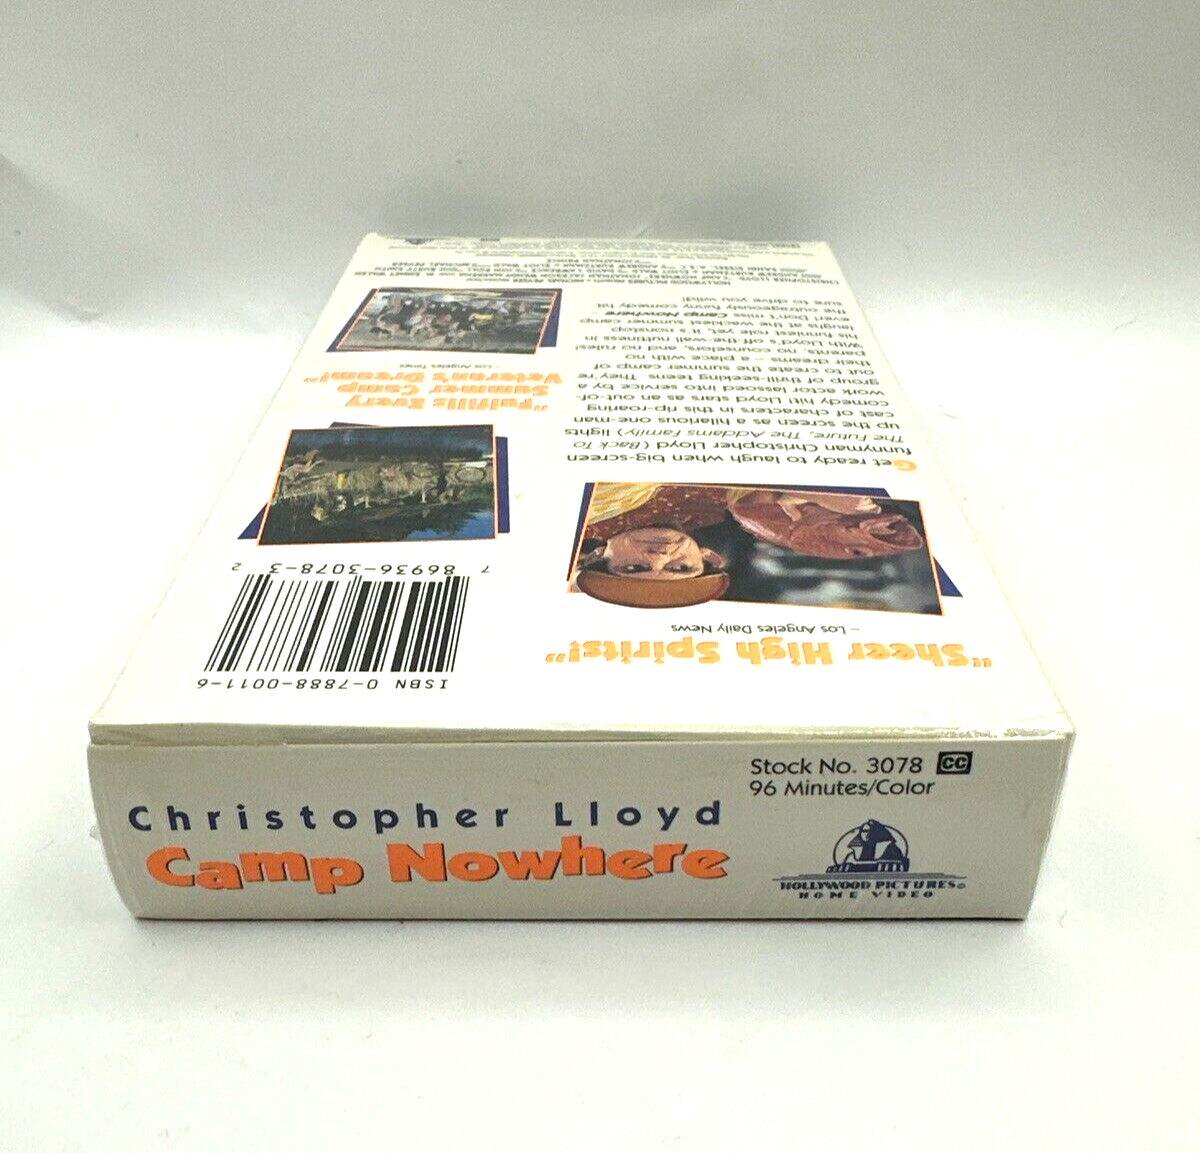 Christopher Lloyd
Camp Nowhere
Stock No. 3078 CC
96 Minutes/Color
HOLLYWOOD PICTURES
HOME VIDEO
"Sheer High Spirits!"
– Los Angeles Daily News
Get ready to laugh when big-screen
funnyman Christopher Lloyd (Back To
The Future, The Addams Family) lights
up the screen as a hilarious one-man
cast of characters in this rip-roaring
comedy hit! Lloyd stars as an out-of-
work actor lassoed into service by a
group of thrill-seeking teens. They're
out to create the summer camp of
their dreams – a place with no
parents, no counselors, and no rules!
With Lloyd's off-the-wall nuttiness in
his funniest role yet, it's nonstop
laughs at the wackiest summer camp
ever! Don't miss Camp Nowhere –
the outrageously funny comedy hit
sure to drive you wild!
ISBN 0-7888-0011-6
7 86936-3078-3 2
"Fulfills Every
Summer Camp
Veteran's Dream!"
– Los Angeles Times
HOLLYWOOD PICTURES
CHRISTOPHER LLOYD "CAMP NOWHERE"